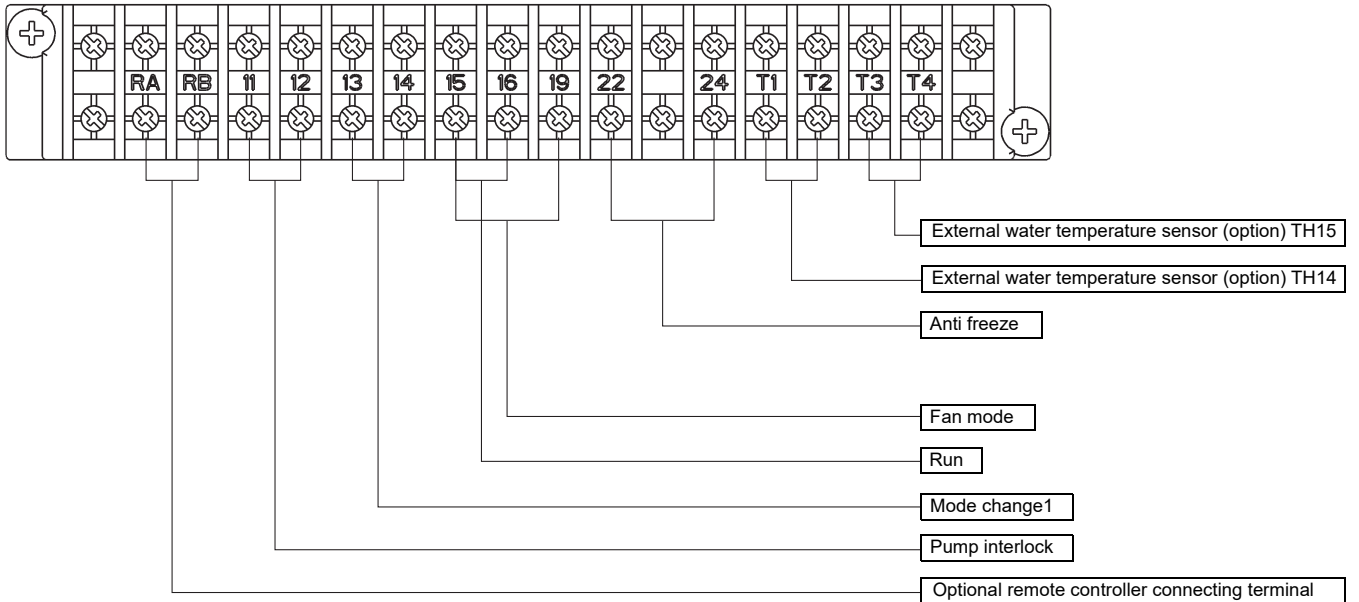 RA RB 11 12 13 14 15 16 19 22 24 T1 T2 T3 T4
External water temperature sensor (option) TH15
External water temperature sensor (option) TH14
Anti freeze
Fan mode
Run
Mode change1
Pump interlock
Optional remote controller connecting terminal